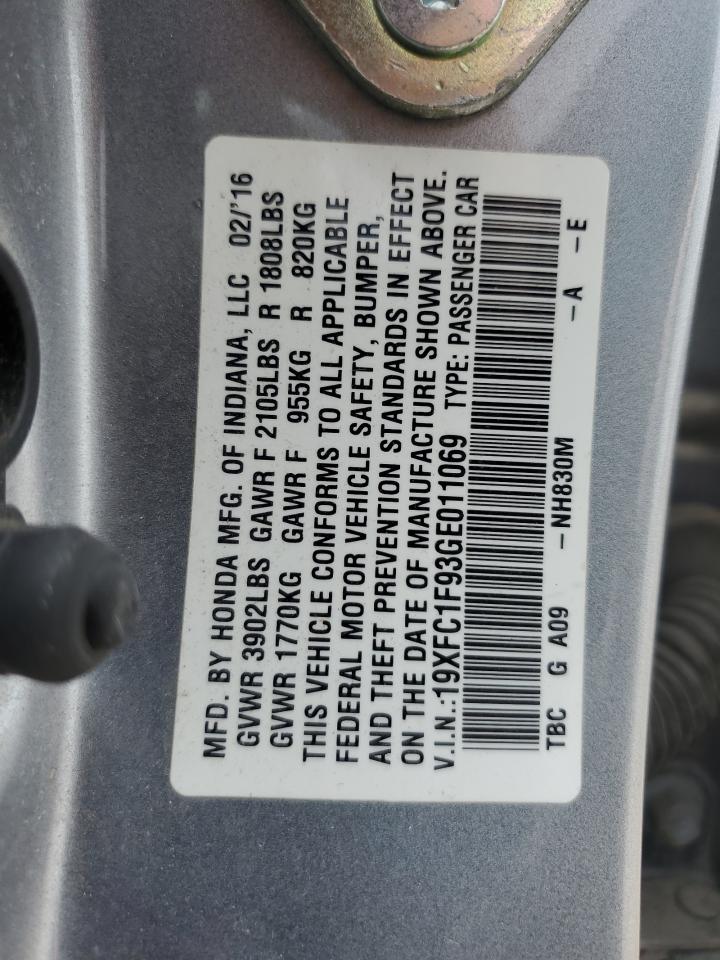 MFD. BY HONDA MFG. OF INDIANA, LLC 02/'16
GVWR 3902LBS GAWR F 2105LBS R 1808LBS
GVWR 1770KG GAWR F 955KG R 820KG
THIS VEHICLE CONFORMS TO ALL APPLICABLE
FEDERAL MOTOR VEHICLE SAFETY, BUMPER,
AND THEFT PREVENTION STANDARDS IN EFFECT
ON THE DATE OF MANUFACTURE SHOWN ABOVE.
V.I.N.:19XFC1F93GE011069 TYPE: PASSENGER CAR
TBC G A09 -NH830M -A -E